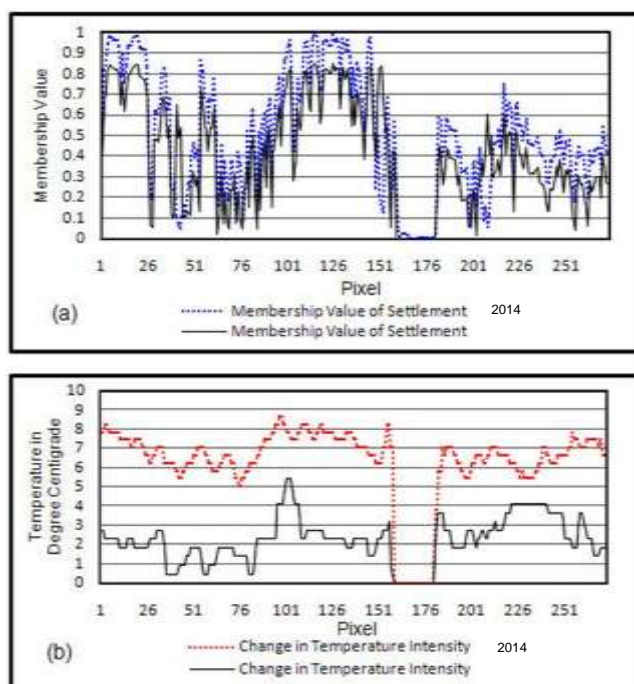 1
0.9
0.8
0.7
0.6
0.5
0.4
0.3
0.2
0.1
0
Membership Value
1 26 51 76 101 126 151 176 201 226 251
Pixel
(a)
Membership Value of Settlement 2014
Membership Value of Settlement
10
9
8
7
6
5
4
3
2
1
0
Temperature in
Degree Centigrade
1 26 51 76 101 126 151 176 201 226 251
Pixel
(b)
Change in Temperature Intensity 2014
Change in Temperature Intensity